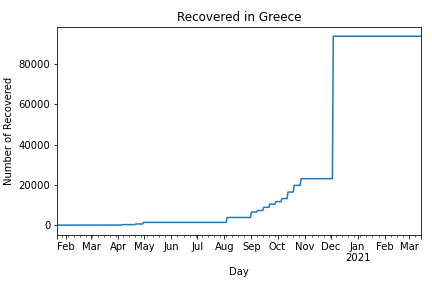 Recovered in Greece
Number of Recovered
80000
60000
40000
20000
0
Feb Mar Apr May Jun Jul Aug Sep Oct Nov Dec Jan Feb Mar
2021
Day